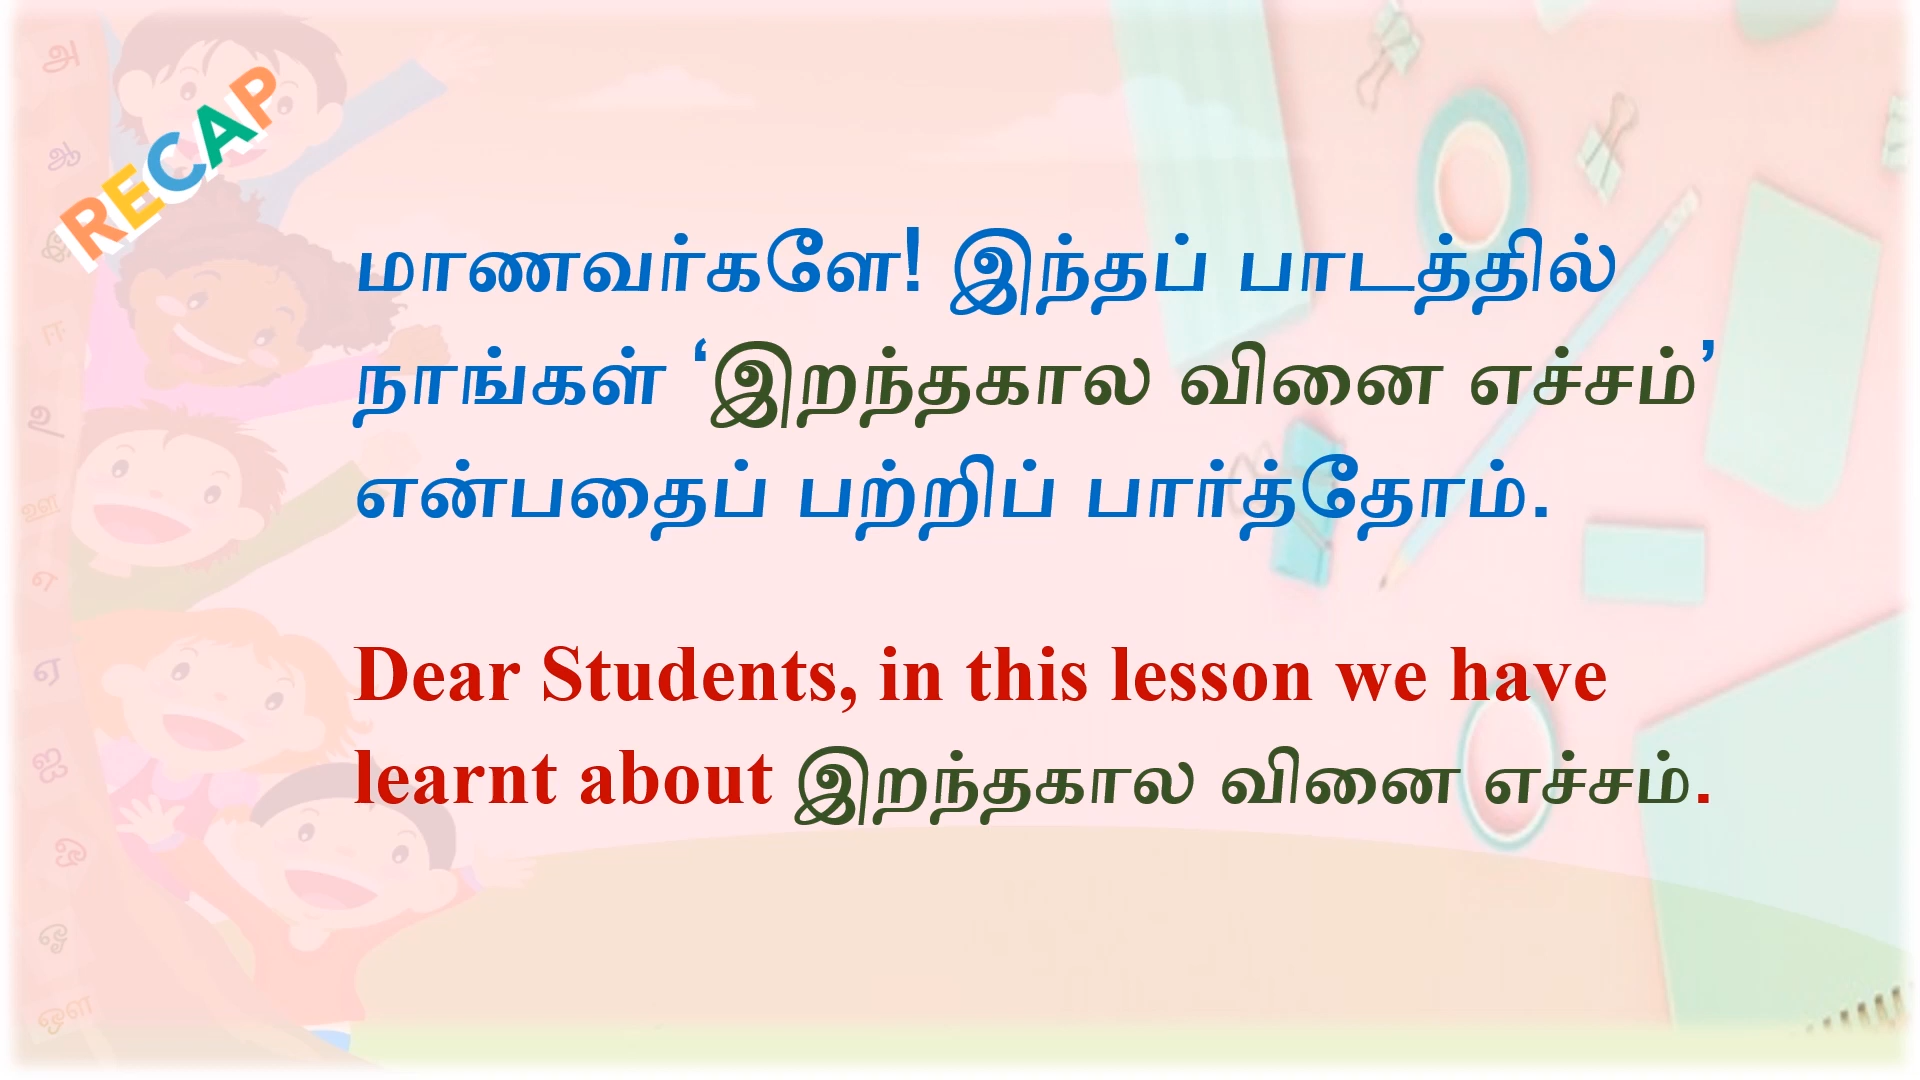 RECAP
மாணவர்களே! இந்தப் பாடத்தில்
நாங்கள் ‘இறந்தகால வினை எச்சம்’
என்பதைப் பற்றிப் பார்த்தோம்.
Dear Students, in this lesson we have
learnt about இறந்தகால வினை எச்சம்.
அ
ஆ
இ
ஈ
உ
ஊ
எ
ஏ
ஐ
ஒ
ஓ
ஔ